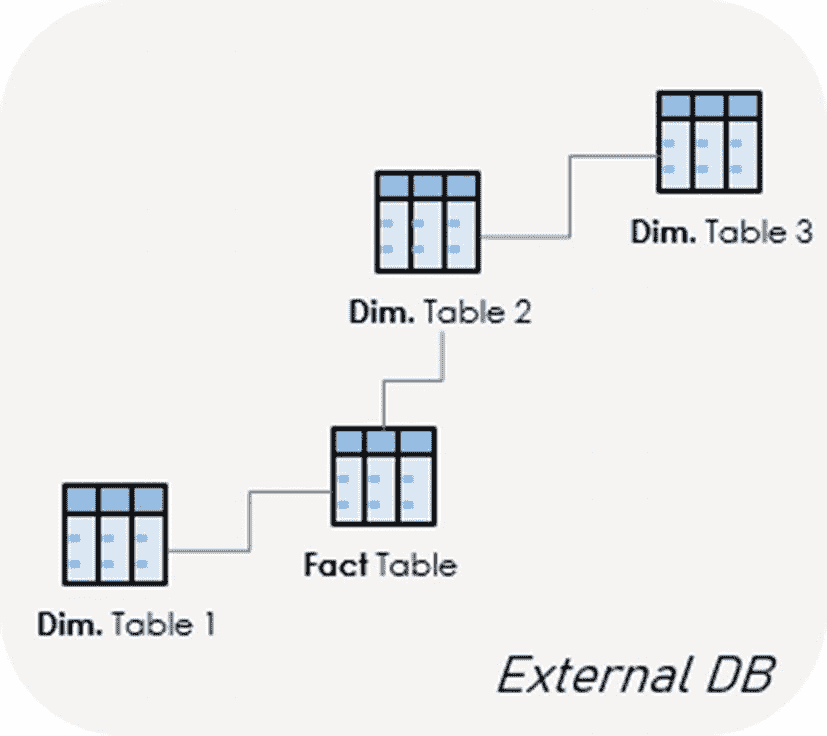 Dim. Table 3
Dim. Table 2
Fact Table
Dim. Table 1
External DB